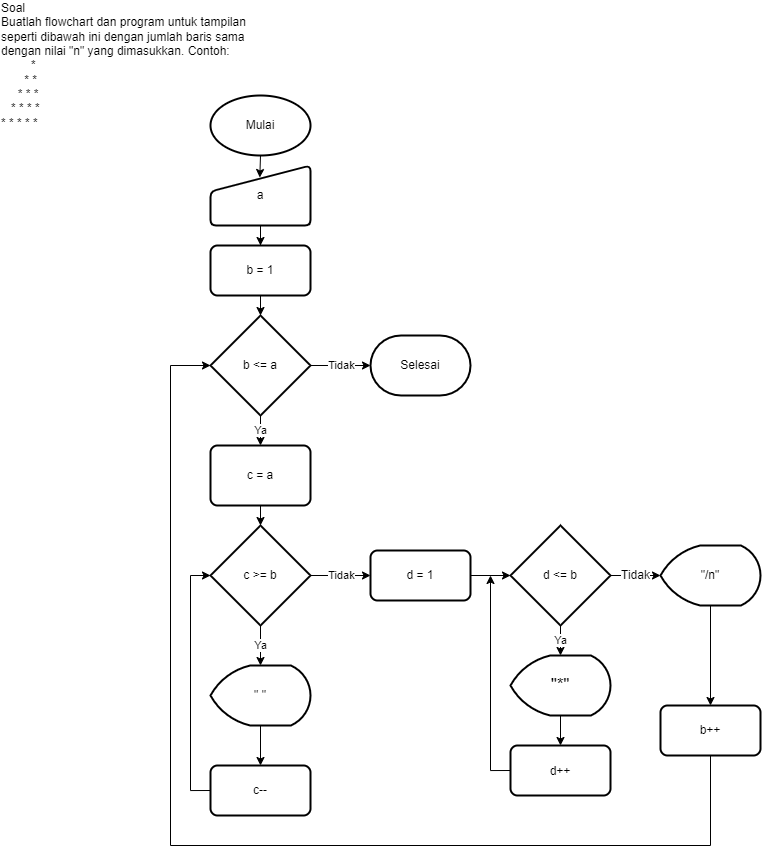 Soal
Buatlah flowchart dan program untuk tampilan
seperti dibawah ini dengan jumlah baris sama
dengan nilai "n" yang dimasukkan. Contoh:
*
* *
* * *
* * * *
* * * * *
Mulai
a
b = 1
b <= a
Tidak
Selesai
Ya
c = a
c >= b
Tidak
d = 1
d <= b
Tidak
"/n"
Ya
" "
c--
Ya
"*"
d++
b++